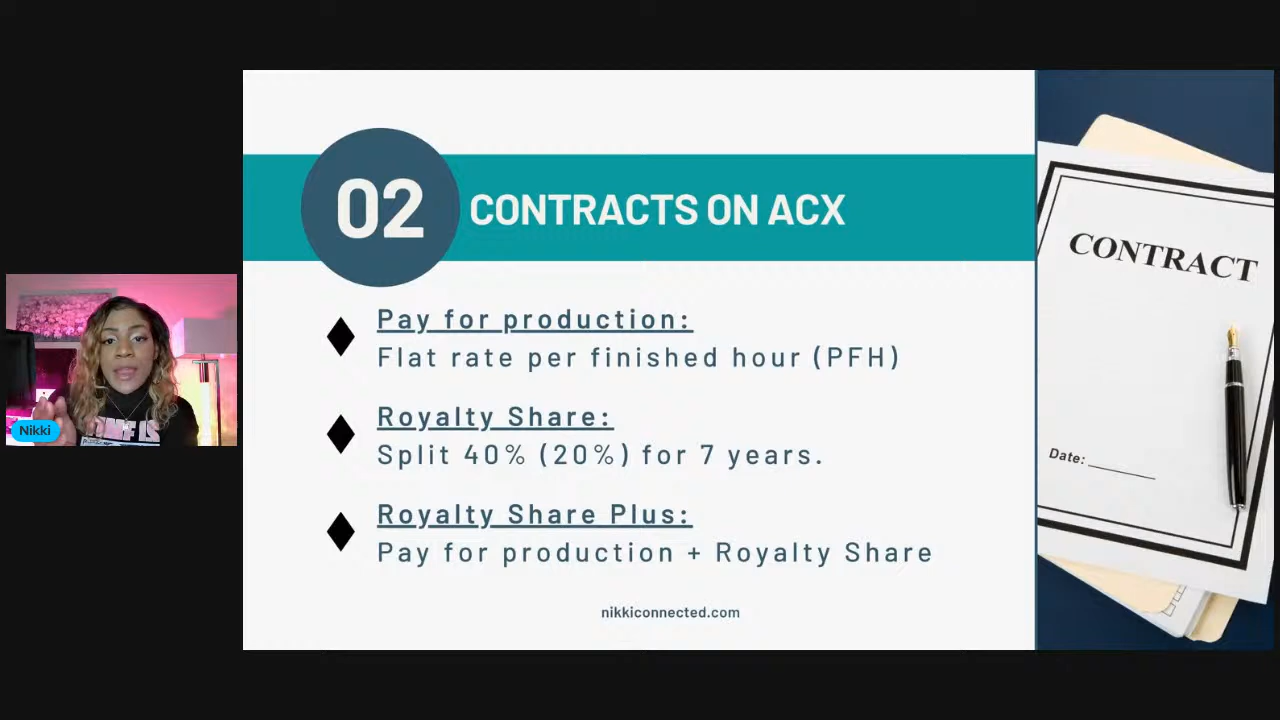 02
CONTRACTS ON ACX
Pay for production:
Flat rate per finished hour (PFH)
Royalty Share:
Split 40% (20%) for 7 years.
Royalty Share Plus:
Pay for production + Royalty Share
nikkiconnected.com
CONTRACT
Date:
Nikki